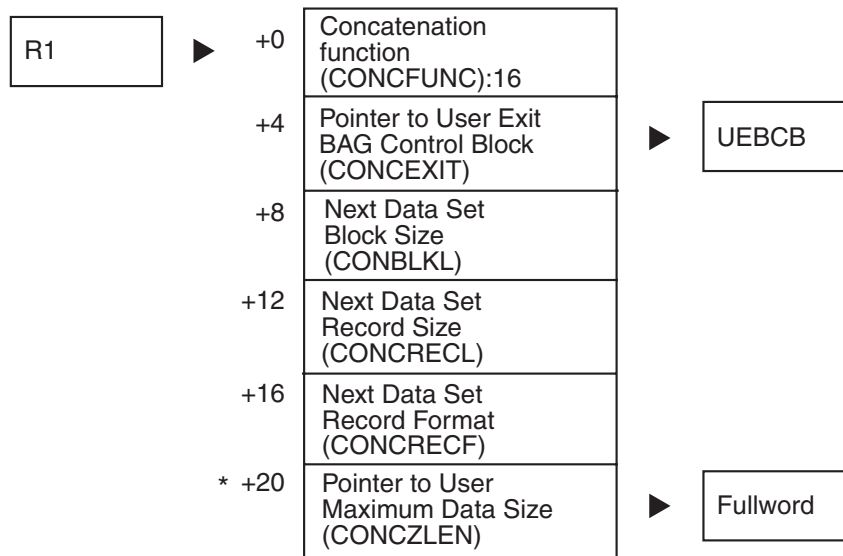 R1
+0
Concatenation
function
(CONCFUNC):16
+4
Pointer to User Exit
BAG Control Block
(CONCEXIT)
UEBCB
+8
Next Data Set
Block Size
(CONBLKL)
+12
Next Data Set
Record Size
(CONCRECL)
+16
Next Data Set
Record Format
(CONCRECF)
* +20
Pointer to User
Maximum Data Size
(CONCZLEN)
Fullword